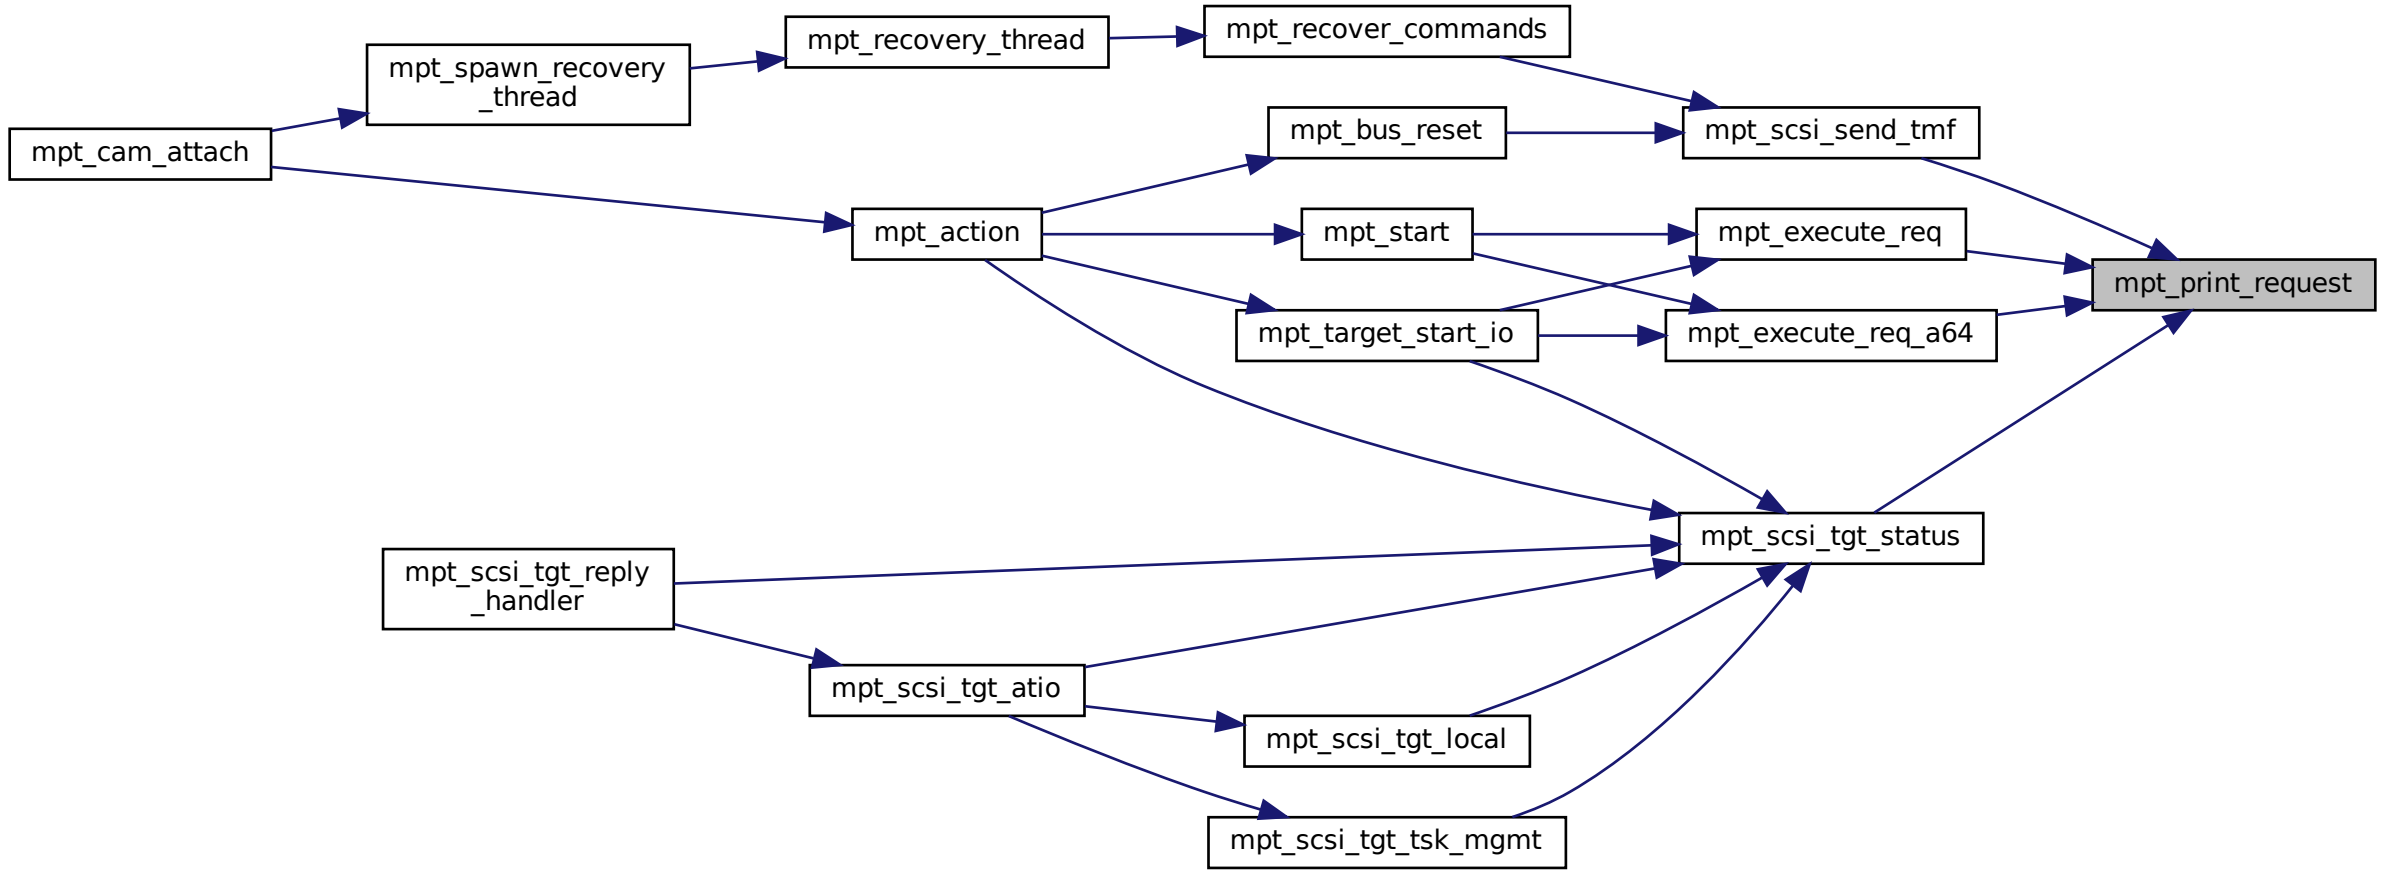 mpt_recover_commands
mpt_recovery_thread
mpt_spawn_recovery
_thread
mpt_cam_attach
mpt_bus_reset
mpt_scsi_send_tmf
mpt_action
mpt_start
mpt_execute_req
mpt_print_request
mpt_target_start_io
mpt_execute_req_a64
mpt_scsi_tgt_status
mpt_scsi_tgt_reply
_handler
mpt_scsi_tgt_atio
mpt_scsi_tgt_local
mpt_scsi_tgt_tsk_mgmt